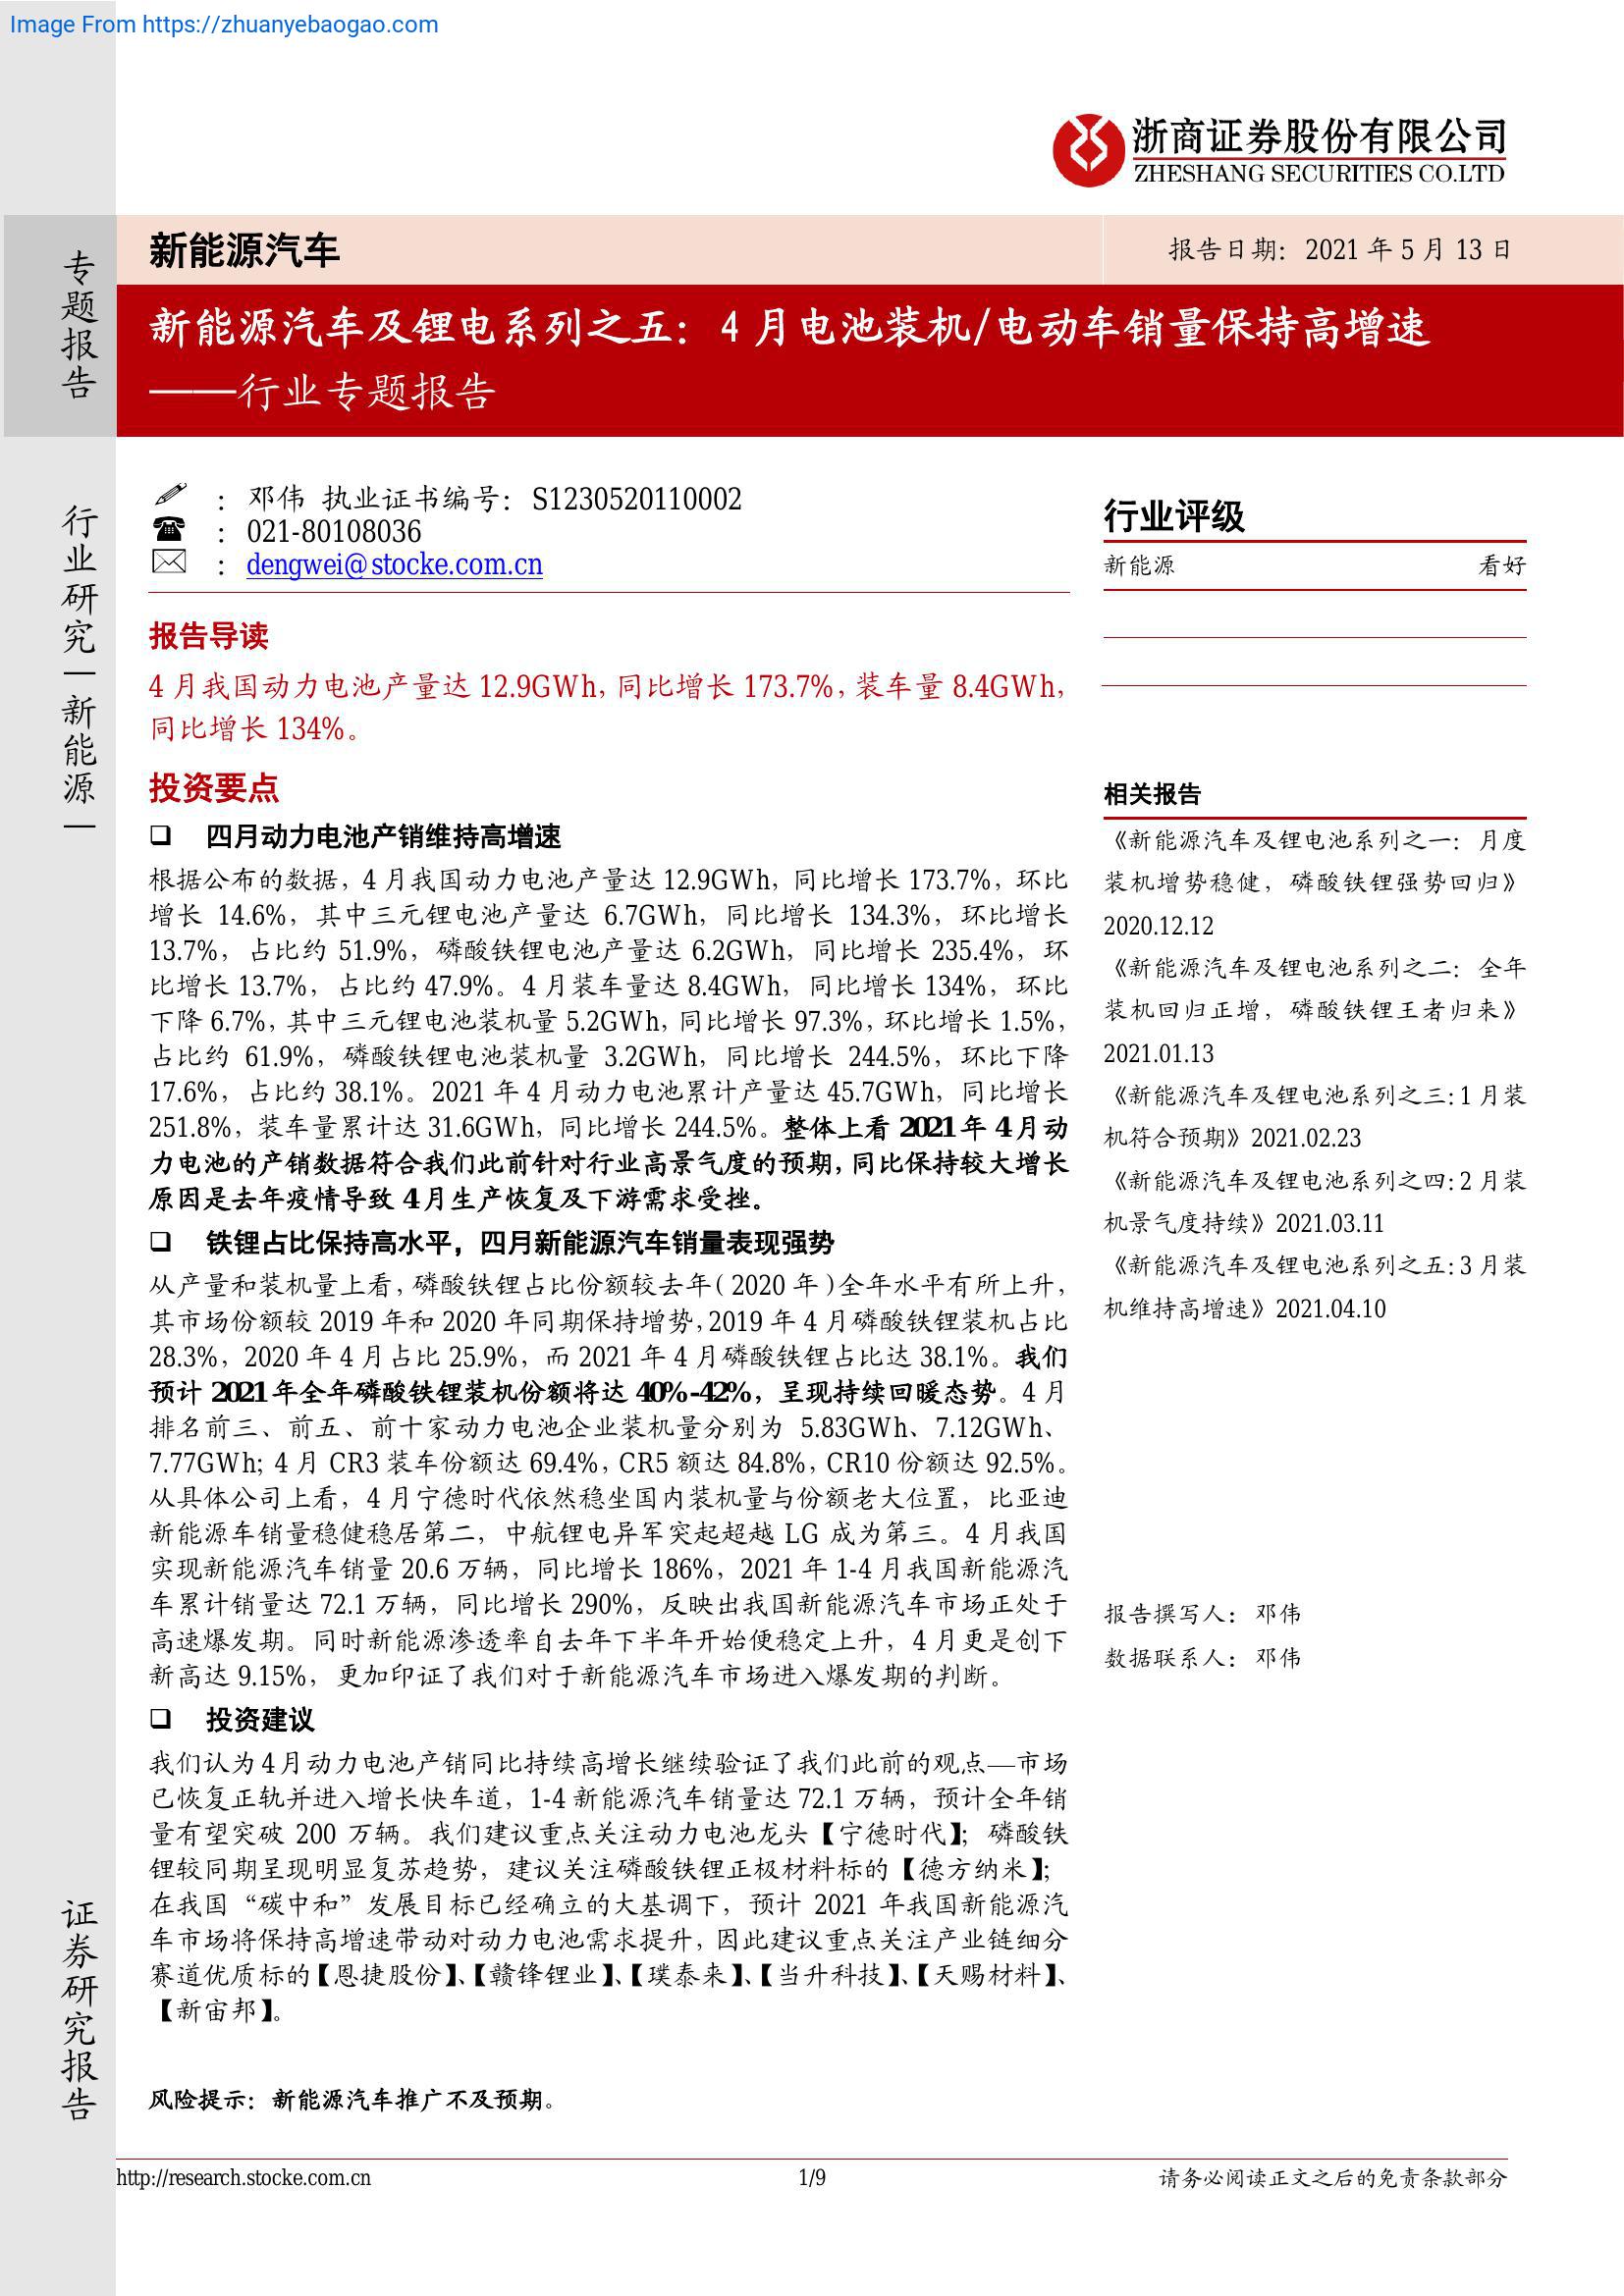 Image From https://zhuanyebaogao.com
浙商证券股份有限公司
ZHESHANG SECURITIES CO.LTD
专题报告
新能源汽车
报告日期：2021 年 5 月 13 日
新能源汽车及锂电系列之五：4 月电池装机/电动车销量保持高增速
——行业专题报告
行业研究|新能源|
：邓伟 执业证书编号：S1230520110002
：021-80108036
：dengwei@stocke.com.cn
报告导读
4 月我国动力电池产量达 12.9GWh，同比增长 173.7%，装车量 8.4GWh，
同比增长 134%。
投资要点
❑ 四月动力电池产销维持高增速
根据公布的数据，4 月我国动力电池产量达 12.9GWh，同比增长 173.7%，环比
增长 14.6%，其中三元锂电池产量达 6.7GWh，同比增长 134.3%，环比增长
13.7%，占比约 51.9%，磷酸铁锂电池产量达 6.2GWh，同比增长 235.4%，环
比增长 13.7%，占比约 47.9%。4 月装车量达 8.4GWh，同比增长 134%，环比
下降 6.7%，其中三元锂电池装机量 5.2GWh，同比增长 97.3%，环比增长 1.5%，
占比约 61.9%，磷酸铁锂电池装机量 3.2GWh，同比增长 244.5%，环比下降
17.6%，占比约 38.1%。2021 年 4 月动力电池累计产量达 45.7GWh，同比增长
251.8%，装车量累计达 31.6GWh，同比增长 244.5%。整体上看 2021 年 4 月动
力电池的产销数据符合我们此前针对行业高景气度的预期，同比保持较大增长
原因是去年疫情导致 4 月生产恢复及下游需求受挫。
❑ 铁锂占比保持高水平，四月新能源汽车销量表现强势
从产量和装机量上看，磷酸铁锂占比份额较去年（2020 年）全年水平有所上升，
其市场份额较 2019 年和 2020 年同期保持增势，2019 年 4 月磷酸铁锂装机占比
28.3%，2020 年 4 月占比 25.9%，而 2021 年 4 月磷酸铁锂占比达 38.1%。我们
预计 2021 年全年磷酸铁锂装机份额将达 40%-42%，呈现持续回暖态势。4 月
排名前三、前五、前十家动力电池企业装机量分别为 5.83GWh、7.12GWh、
7.77GWh；4 月 CR3 装车份额达 69.4%，CR5 额达 84.8%，CR10 份额达 92.5%。
从具体公司上看，4 月宁德时代依然稳坐国内装机量与份额老大位置，比亚迪
新能源车销量稳健稳居第二，中航锂电异军突起超越 LG 成为第三。4 月我国
实现新能源汽车销量 20.6 万辆，同比增长 186%，2021 年 1-4 月我国新能源汽
车累计销量达 72.1 万辆，同比增长 290%，反映出我国新能源汽车市场正处于
高速爆发期。同时新能源渗透率自去年下半年开始便稳定上升，4 月更是创下
新高达 9.15%，更加印证了我们对于新能源汽车市场进入爆发期的判断。
❑ 投资建议
我们认为 4 月动力电池产销同比持续高增长继续验证了我们此前的观点—市场
已恢复正轨并进入增长快车道，1-4 新能源汽车销量达 72.1 万辆，预计全年销
量有望突破 200 万辆。我们建议重点关注动力电池龙头【宁德时代】；磷酸铁
锂较同期呈现明显复苏趋势，建议关注磷酸铁锂正极材料标的【德方纳米】；
在我国“碳中和”发展目标已经确立的大基调下，预计 2021 年我国新能源汽
车市场将保持高增速带动对动力电池需求提升，因此建议重点关注产业链细分
赛道优质标的【恩捷股份】、【赣锋锂业】、【璞泰来】、【当升科技】、【天赐材料】、
【新宙邦】。
风险提示：新能源汽车推广不及预期。
行业评级
新能源 看好
相关报告
《新能源汽车及锂电池系列之一：月度
装机增势稳健，磷酸铁锂强势回归》
2020.12.12
《新能源汽车及锂电池系列之二：全年
装机回归正增，磷酸铁锂王者归来》
2021.01.13
《新能源汽车及锂电池系列之三：1 月装
机符合预期》2021.02.23
《新能源汽车及锂电池系列之四：2 月装
机景气度持续》2021.03.11
《新能源汽车及锂电池系列之五：3 月装
机维持高增速》2021.04.10
报告撰写人：邓伟
数据联系人：邓伟
证券研究报告
http://research.stocke.com.cn
1/9
请务必阅读正文之后的免责条款部分